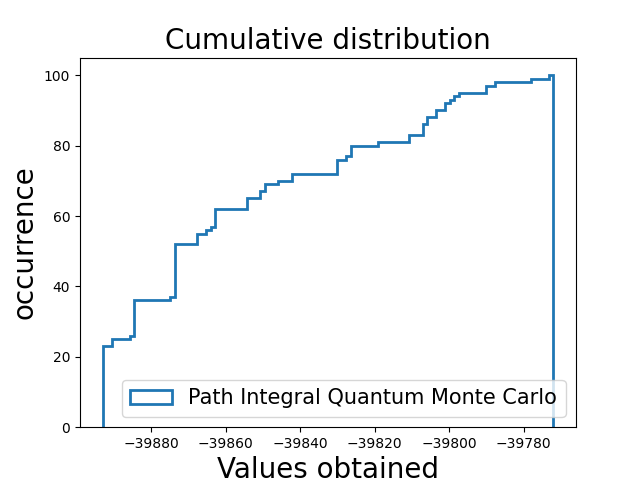 Cumulative distribution
occurrence
100
80
60
40
20
0
Path Integral Quantum Monte Carlo
−39880 −39860 −39840 −39820 −39800 −39780
Values obtained